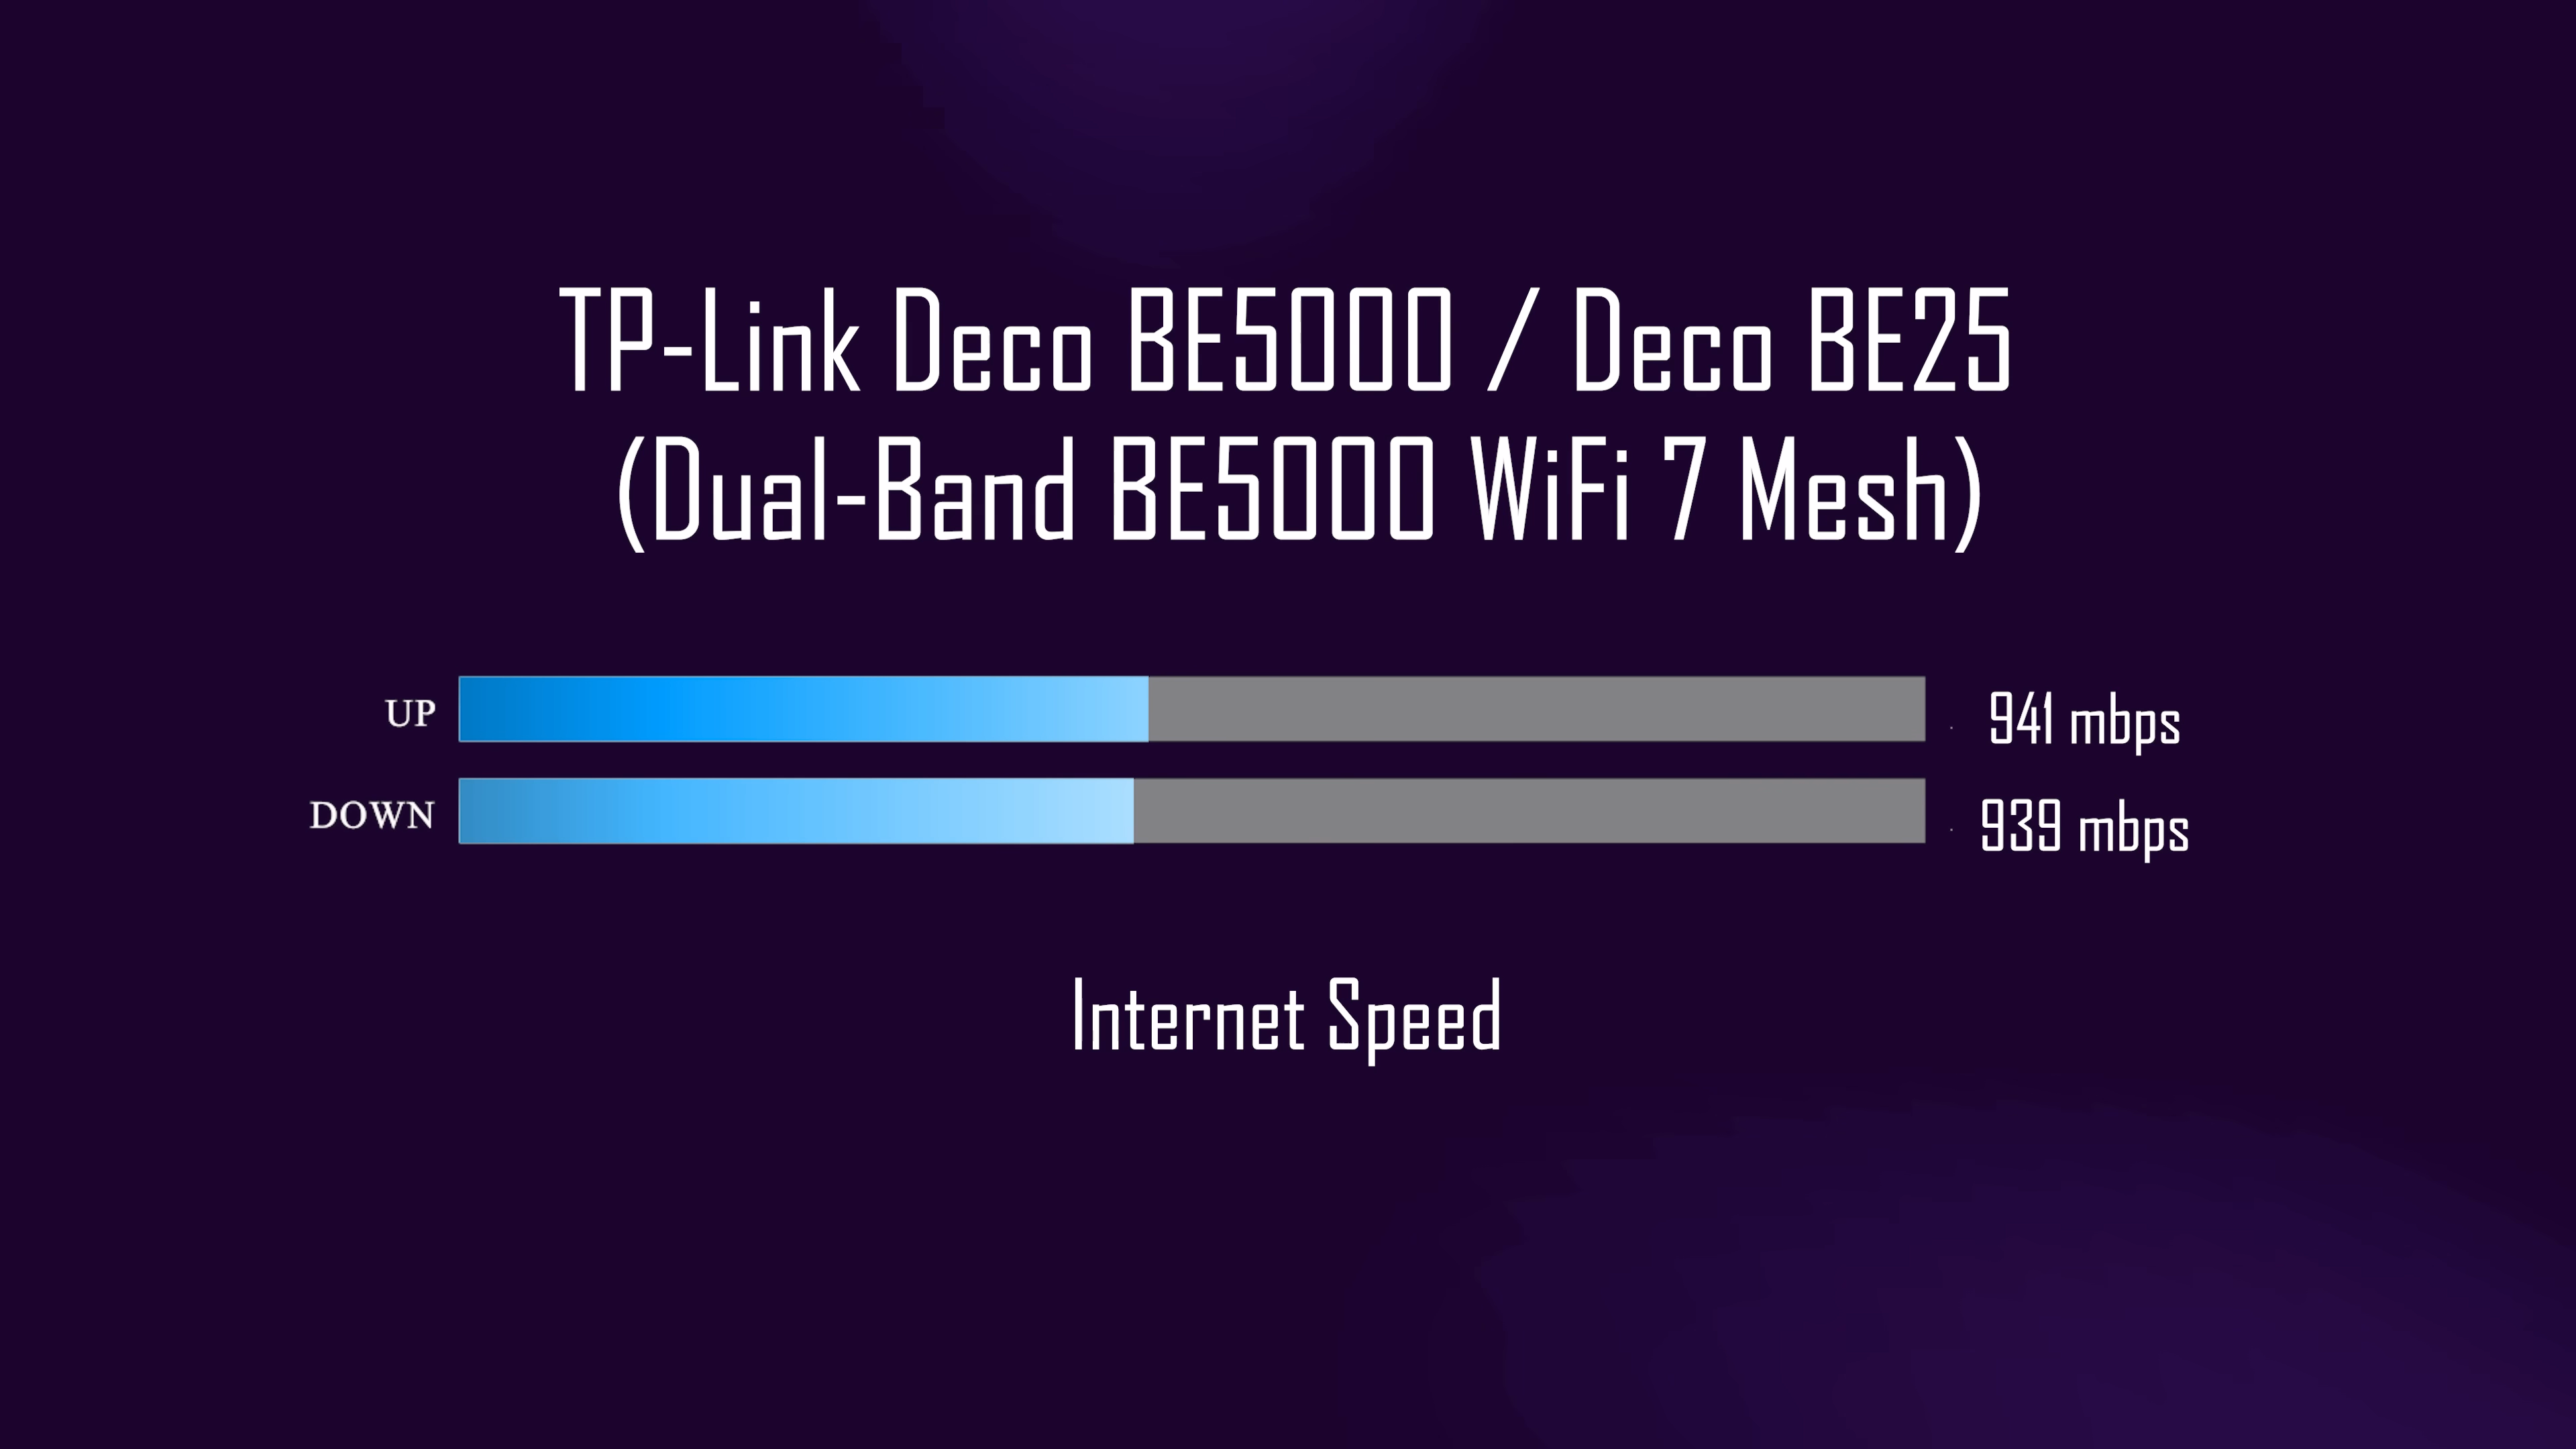 TP-Link Deco BE5000 / Deco BE25
(Dual-Band BE5000 WiFi 7 Mesh)
UP 941 mbps
DOWN 939 mbps
Internet Speed